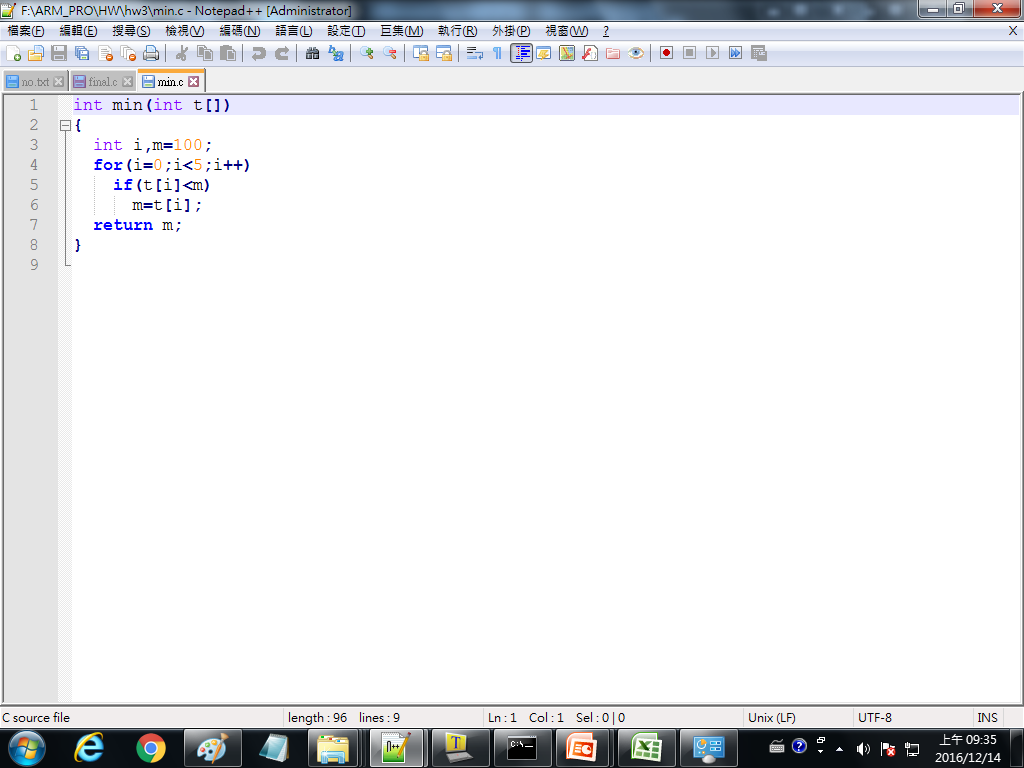 F:\ARM_PRO\HW\hw3\min.c - Notepad++ [Administrator]
檔案(F) 編輯(E) 搜尋(S) 檢視(V) 編碼(N) 語言(L) 設定(T) 巨集(M) 執行(R) 外掛(P) 視窗(W) ? X
no.txt final.c min.c
1 int min(int t[])
2 {
3 int i,m=100;
4 for(i=0;i<5;i++)
5 if(t[i]<m)
6 m=t[i];
7 return m;
8 }
9
C source file length : 96 lines : 9 Ln : 1 Col : 1 Sel : 0 | 0 Unix (LF) UTF-8 INS
上午 09:35
2016/12/14